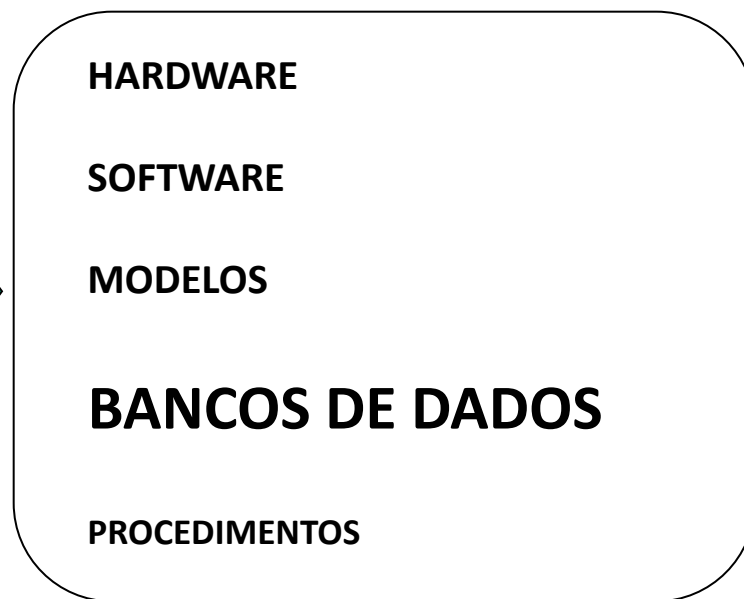 HARDWARE
SOFTWARE
MODELOS
BANCOS DE DADOS
PROCEDIMENTOS